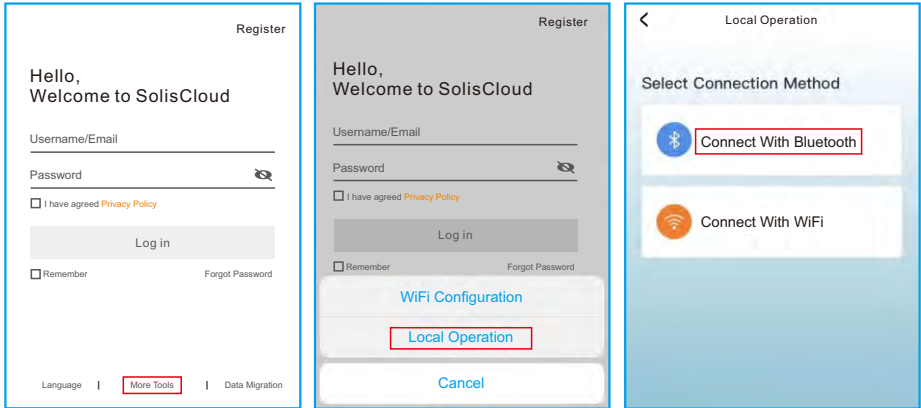 Register
Hello,
Welcome to SolisCloud
Username/Email
Password
I have agreed Privacy Policy
Log in
Remember Forgot Password
Language | More Tools | Data Migration
Register
Hello,
Welcome to SolisCloud
Username/Email
Password
I have agreed Privacy Policy
Log in
Remember Forgot Password
WiFi Configuration
Local Operation
Cancel
Local Operation
Select Connection Method
Connect With Bluetooth
Connect With WiFi